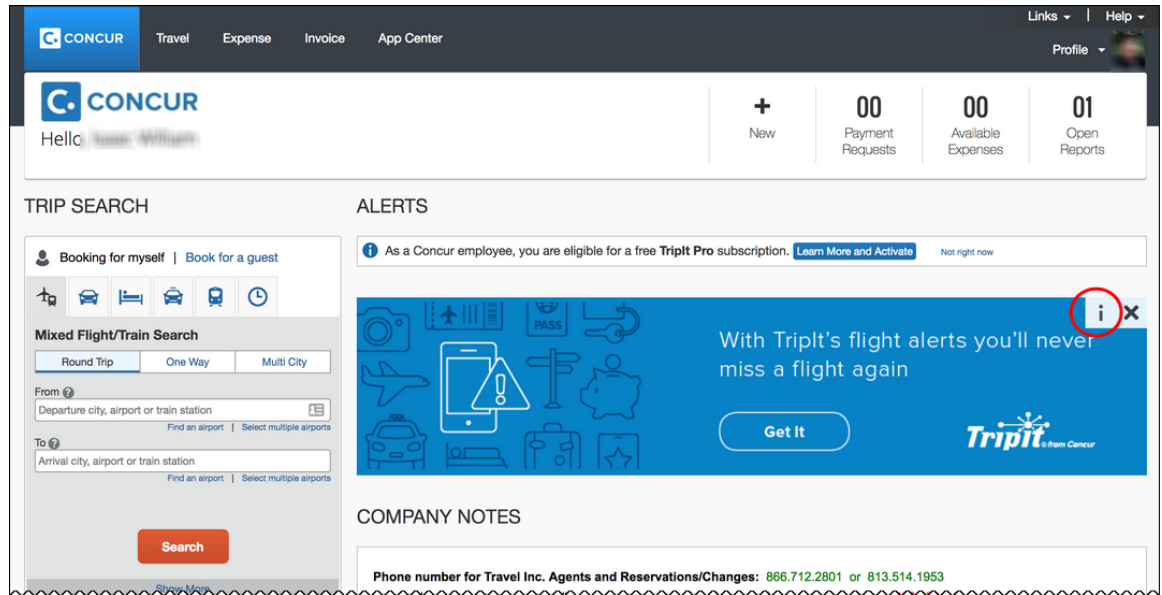 Links
Help
C. CONCUR
Travel
Expense
Invoice
App Center
Profile
C. CONCUR
Hello,
+
New
00
Payment
Requests
00
Available
Expenses
01
Open
Reports
TRIP SEARCH
Booking for myself | Book for a guest
Mixed Flight/Train Search
Round Trip
One Way
Multi City
From ?
Departure city, airport or train station
Find an airport | Select multiple airports
To ?
Arrival city, airport or train station
Find an airport | Select multiple airports
Search
Show More
ALERTS
i As a Concur employee, you are eligible for a free TripIt Pro subscription. Learn More and Activate Not right now
PASS
i
With TripIt's flight alerts you'll never
miss a flight again
Get It
TripIt® from Concur
COMPANY NOTES
Phone number for Travel Inc. Agents and Reservations/Changes: 866.712.2801 or 813.514.1953